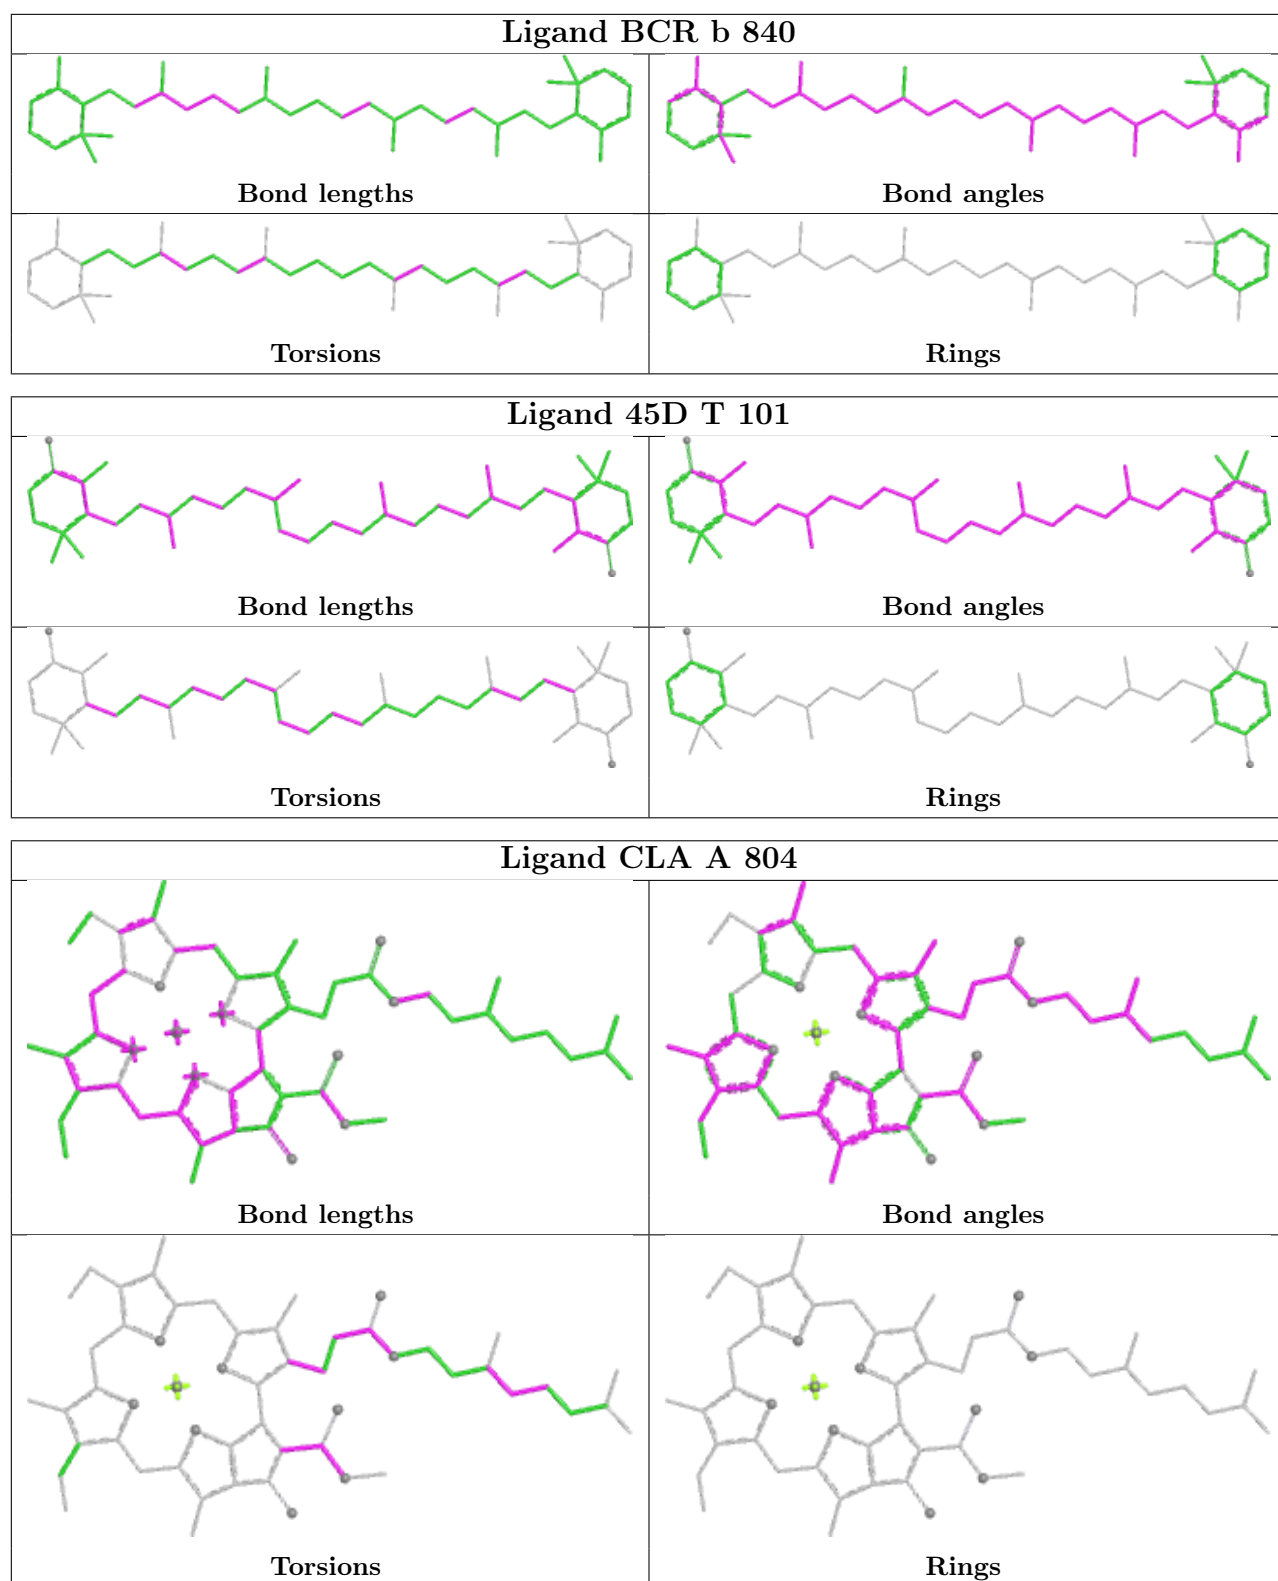 Ligand BCR b 840
Bond lengths
Bond angles
Torsions
Rings
Ligand 45D T 101
Bond lengths
Bond angles
Torsions
Rings
Ligand CLA A 804
Bond lengths
Bond angles
Torsions
Rings